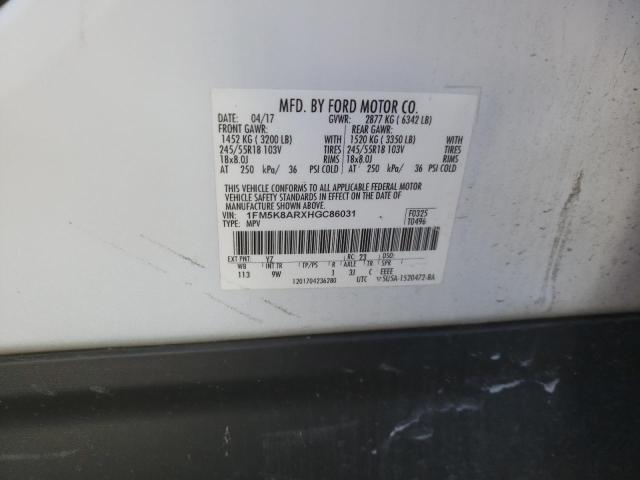 MFD. BY FORD MOTOR CO.
DATE: 04/17 GVWR: 2877 KG ( 6342 LB)
FRONT GAWR: REAR GAWR:
1452 KG ( 3200 LB) WITH 1520 KG ( 3350 LB) WITH
245/55R18 103V TIRES 245/55R18 103V TIRES
18x8.0J RIMS 18x8.0J RIMS
AT 250 kPa/ 36 PSI COLD AT 250 kPa/ 36 PSI COLD
THIS VEHICLE CONFORMS TO ALL APPLICABLE FEDERAL MOTOR
VEHICLE SAFETY STANDARDS IN EFFECT ON THE DATE OF
MANUFACTURE SHOWN ABOVE.
VIN: 1FM5K8ARXHGC86031 F0325
TYPE: MPV T0496
EXT PNT: YZ RC: 23 DSO:
WB INT TR TP/PS R AXLE TR SPR
113 9W 1 3J C EEEE
1201704236280 UTC 5USA-1520472-BA